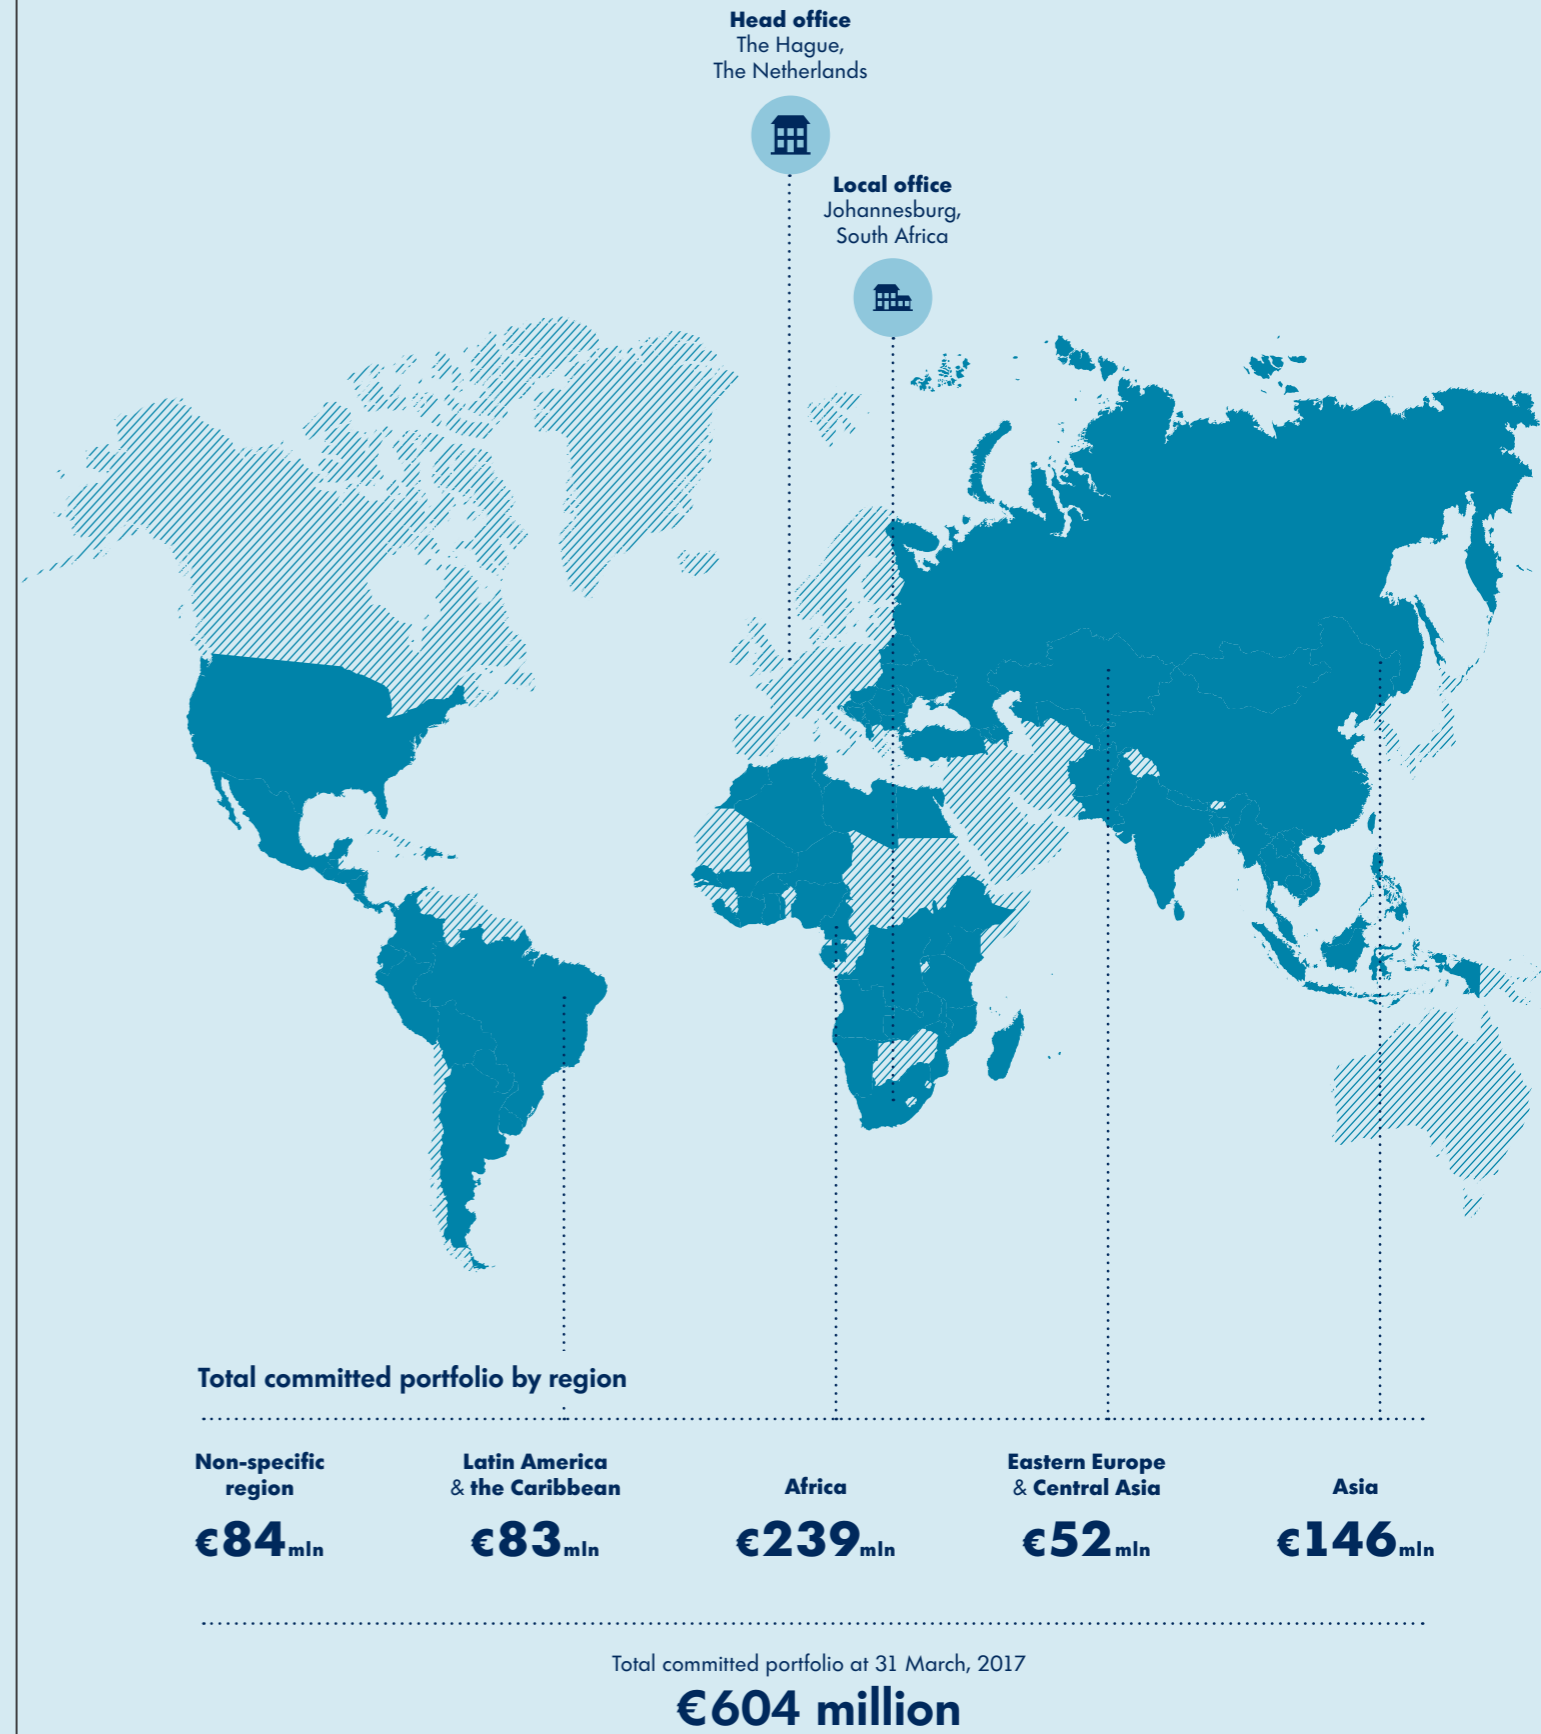 Head office
The Hague,
The Netherlands
Local office
Johannesburg,
South Africa
Total committed portfolio by region
Non-specific
region
€84mln
Latin America
& the Caribbean
€83mln
Africa
€239mln
Eastern Europe
& Central Asia
€52mln
Asia
€146mln
Total committed portfolio at 31 March, 2017
€604 million